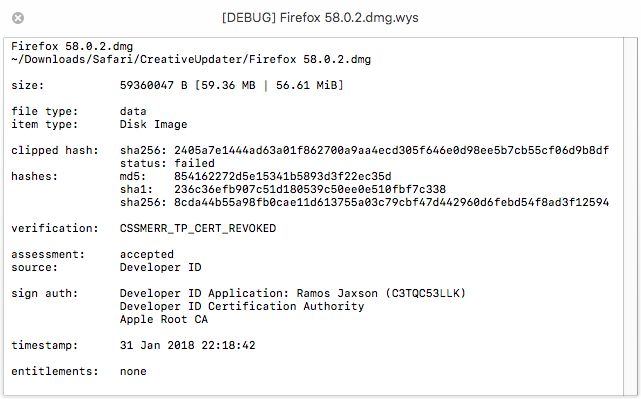 [DEBUG] Firefox 58.0.2.dmg.wys
Firefox 58.0.2.dmg
~/Downloads/Safari/CreativeUpdater/Firefox 58.0.2.dmg
size: 59360047 B [59.36 MB | 56.61 MiB]
file type: data
item type: Disk Image
clipped hash: sha256: 2405a7e1444ad63a01f862700a9aa4ecd305f646e0d98ee5b7cb55cf06d9b8df
status: failed
hashes: md5: 854162272d5e15341b5893d3f22ec35d
sha1: 236c36efb907c51d180539c50ee0e510fbf7c338
sha256: 8cda44b55a98fb0cae11d613755a03c79cbf47d442960d6febd54f8ad3f12594
verification: CSSMERR_TP_CERT_REVOKED
assessment: accepted
source: Developer ID
sign auth: Developer ID Application: Ramos Jaxson (C3TQC53LLK)
Developer ID Certification Authority
Apple Root CA
timestamp: 31 Jan 2018 22:18:42
entitlements: none